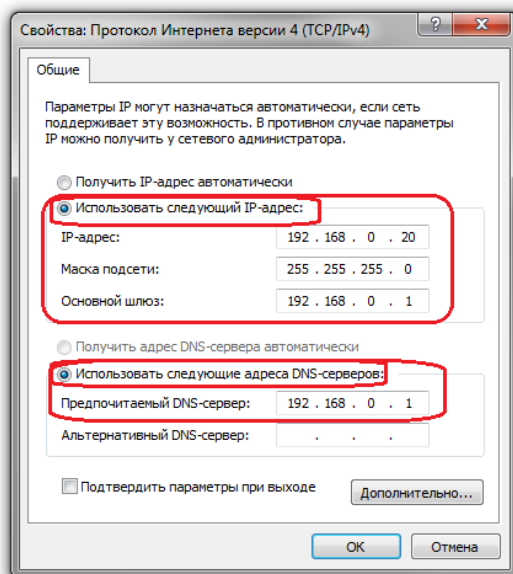 Свойства: Протокол Интернета версии 4 (TCP/IPv4)
Общие
Параметры IP могут назначаться автоматически, если сеть
поддерживает эту возможность. В противном случае параметры
IP можно получить у сетевого администратора.
Получить IP-адрес автоматически
Использовать следующий IP-адрес:
IP-адрес: 192 . 168 . 0 . 20
Маска подсети: 255 . 255 . 255 . 0
Основной шлюз: 192 . 168 . 0 . 1
Получить адрес DNS-сервера автоматически
Использовать следующие адреса DNS-серверов:
Предпочитаемый DNS-сервер: 192 . 168 . 0 . 1
Альтернативный DNS-сервер: . . .
Подтвердить параметры при выходе
Дополнительно...
ОК Отмена